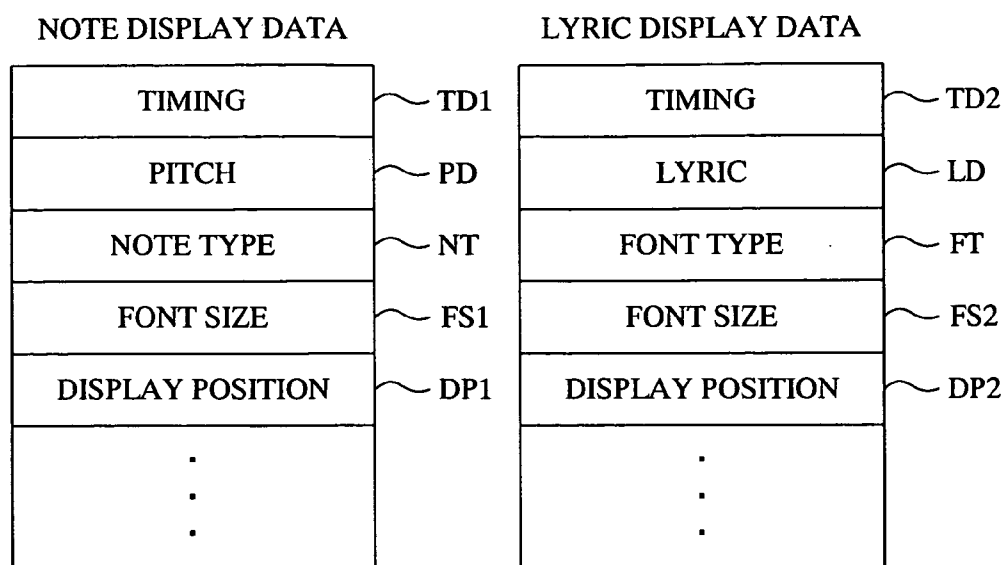 NOTE DISPLAY DATA
TIMING TD1
PITCH PD
NOTE TYPE NT
FONT SIZE FS1
DISPLAY POSITION DP1
LYRIC DISPLAY DATA
TIMING TD2
LYRIC LD
FONT TYPE FT
FONT SIZE FS2
DISPLAY POSITION DP2